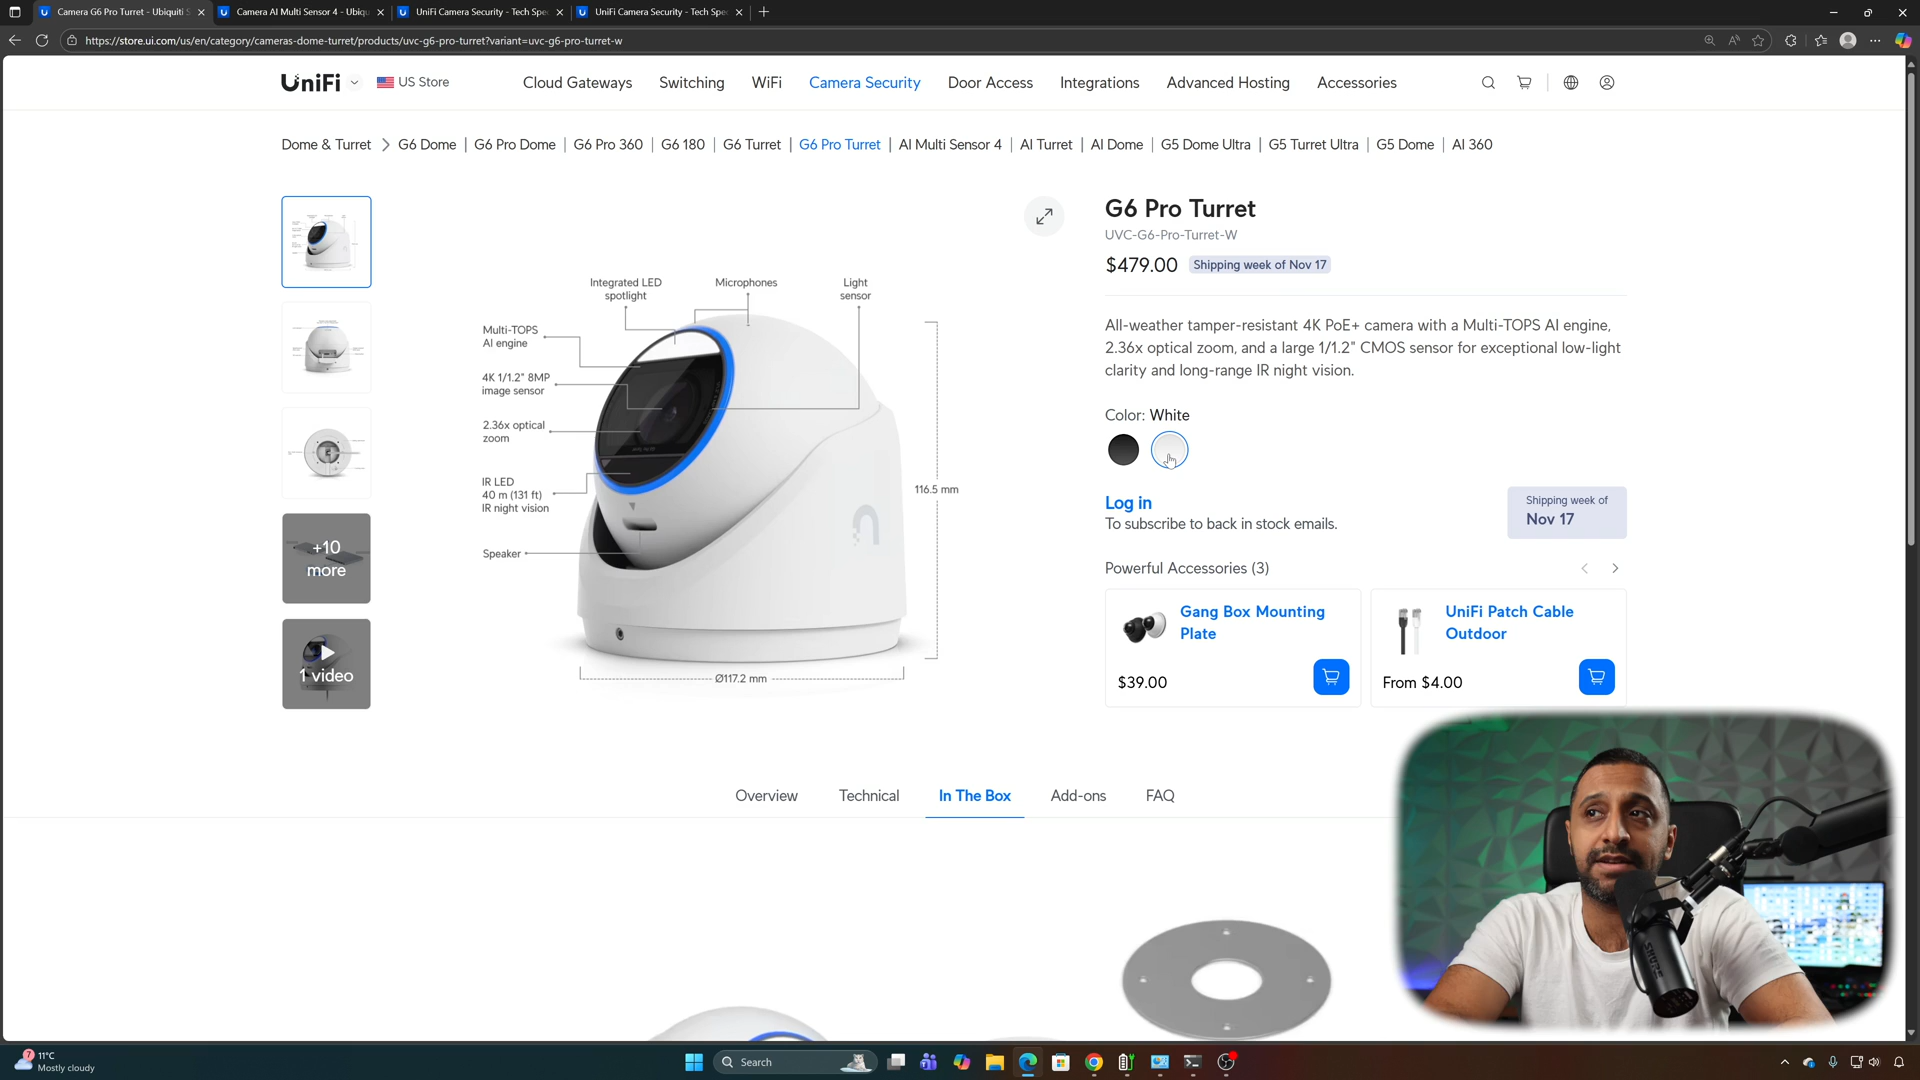 Camera G6 Pro Turret - Ubiquiti S
Camera AI Multi Sensor 4 - Ubiqu
UniFi Camera Security - Tech Spe
UniFi Camera Security - Tech Spe
https://store.ui.com/us/en/category/cameras-dome-turret/products/uvc-g6-pro-turret?variant=uvc-g6-pro-turret-w
UniFi
US Store
Cloud Gateways
Switching
WiFi
Camera Security
Door Access
Integrations
Advanced Hosting
Accessories
Dome & Turret > G6 Dome | G6 Pro Dome | G6 Pro 360 | G6 180 | G6 Turret | G6 Pro Turret | AI Multi Sensor 4 | AI Turret | AI Dome | G5 Dome Ultra | G5 Turret Ultra | G5 Dome | AI 360
+10
more
1 video
Integrated LED
spotlight
Microphones
Light
sensor
Multi-TOPS
AI engine
4K 1/1.2" 8MP
image sensor
2.36x optical
zoom
IR LED
40 m (131 ft)
IR night vision
Speaker
116.5 mm
Ø117.2 mm
G6 Pro Turret
UVC-G6-Pro-Turret-W
$479.00
Shipping week of Nov 17
All-weather tamper-resistant 4K PoE+ camera with a Multi-TOPS AI engine,
2.36x optical zoom, and a large 1/1.2" CMOS sensor for exceptional low-light
clarity and long-range IR night vision.
Color: White
Log in
To subscribe to back in stock emails.
Shipping week of
Nov 17
Powerful Accessories (3)
Gang Box Mounting
Plate
$39.00
UniFi Patch Cable
Outdoor
From $4.00
Overview
Technical
In The Box
Add-ons
FAQ
SHURE
7
11°C
Mostly cloudy
Search